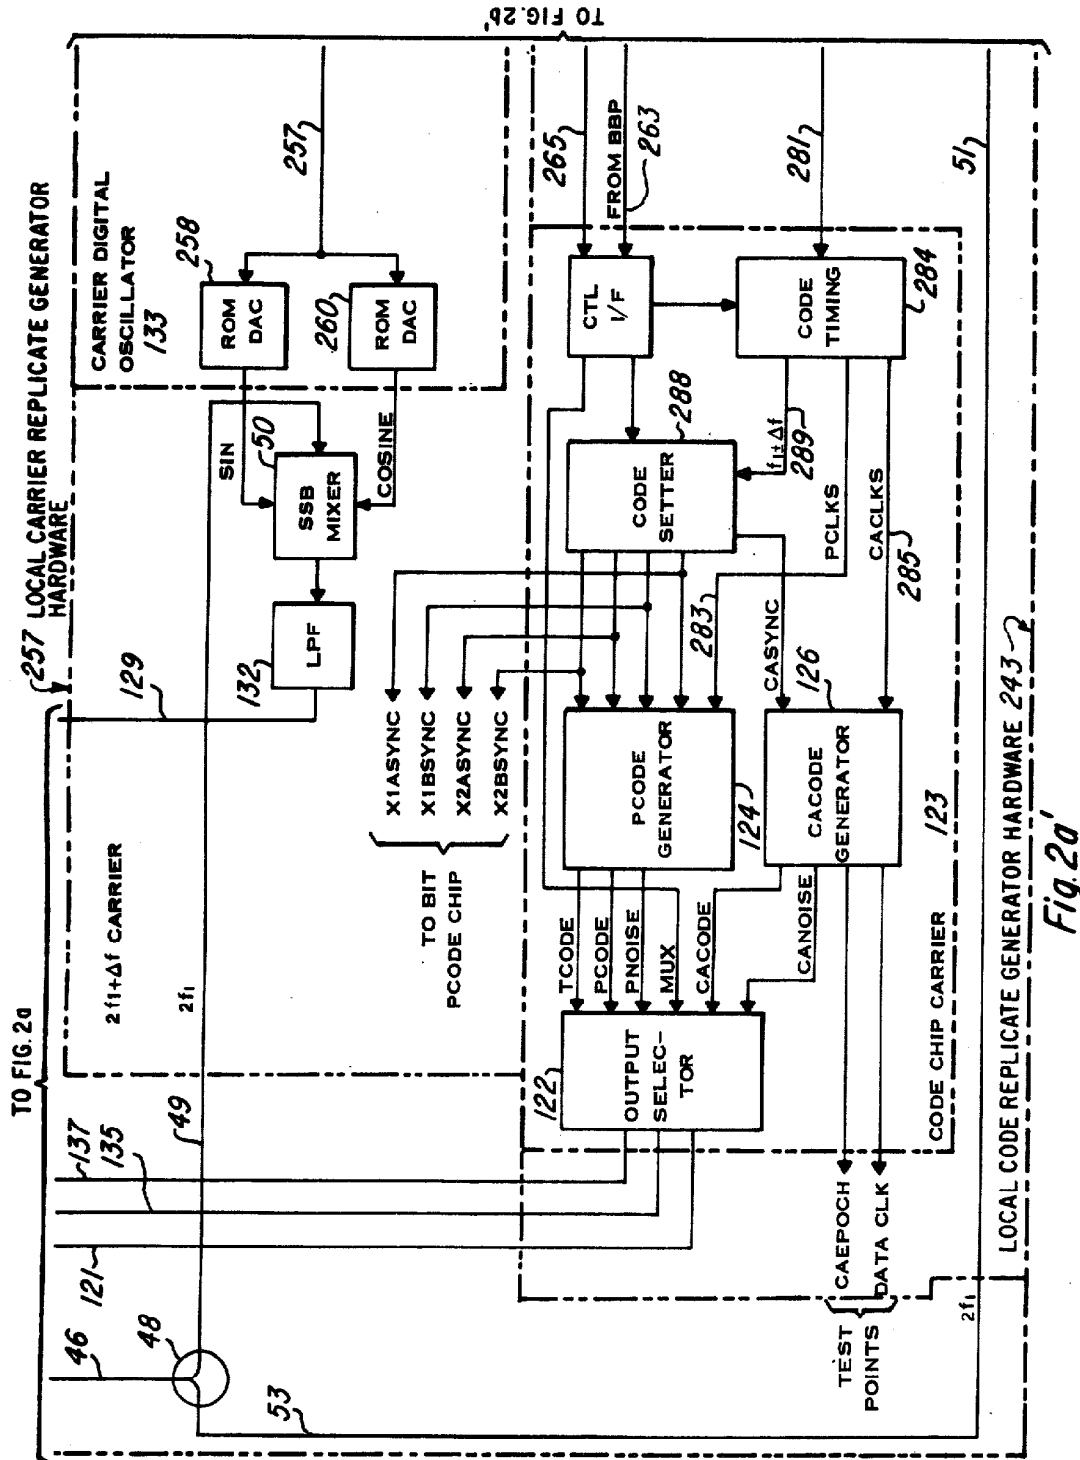 TO FIG. 2a
TO FIG. 2b'
257 LOCAL CARRIER REPLICATE GENERATOR
HARDWARE
CARRIER DIGITAL
OSCILLATOR
133
258
ROM
DAC
260
ROM
DAC
257
SIN
COSINE
50
SSB
MIXER
132
LPF
129
2f1+Δf CARRIER
2f1
49
46
48
53
137
135
121
X1ASYNC
X1BSYNC
X2ASYNC
X2BSYNC
TO BIT
PCODE CHIP
265
FROM BBP
263
281
51
CTL
I/F
CODE
TIMING
284
288
CODE
SETTER
f1±Δf
289
PCLKS
CACLKS
285
283
CASYNC
126
PCODE
GENERATOR
124
CACODE
GENERATOR
TCODE
PCODE
PNOISE
MUX
CACODE
CANOISE
122
OUTPUT
SELEC-
TOR
CODE CHIP CARRIER
123
CAEPOCH
DATA CLK
TEST
POINTS
2f1
LOCAL CODE REPLICATE GENERATOR HARDWARE 243
Fig. 2a'